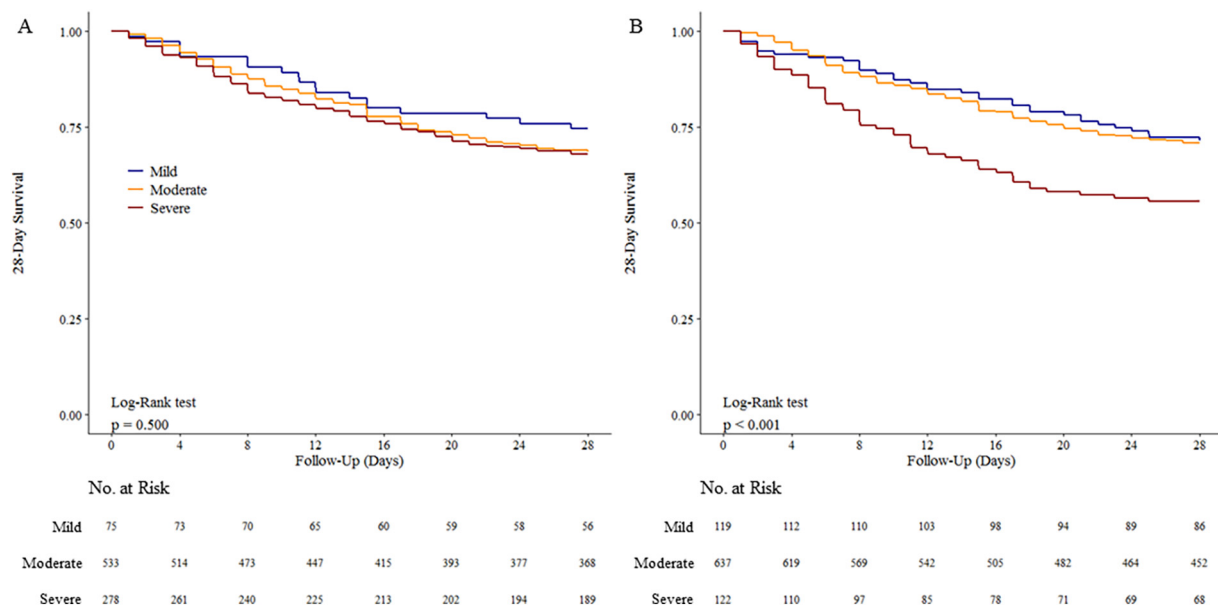 A
1.00
0.75
0.50
0.25
0.00
28-Day Survival
Mild
Moderate
Severe
Log-Rank test
p = 0.500
0 4 8 12 16 20 24 28
Follow-Up (Days)
No. at Risk
Mild 75 73 70 65 60 59 58 56
Moderate 533 514 473 447 415 393 377 368
Severe 278 261 240 225 213 202 194 189
B
1.00
0.75
0.50
0.25
0.00
28-Day Survival
Log-Rank test
p < 0.001
0 4 8 12 16 20 24 28
Follow-Up (Days)
No. at Risk
Mild 119 112 110 103 98 94 89 86
Moderate 637 619 569 542 505 482 464 452
Severe 122 110 97 85 78 71 69 68